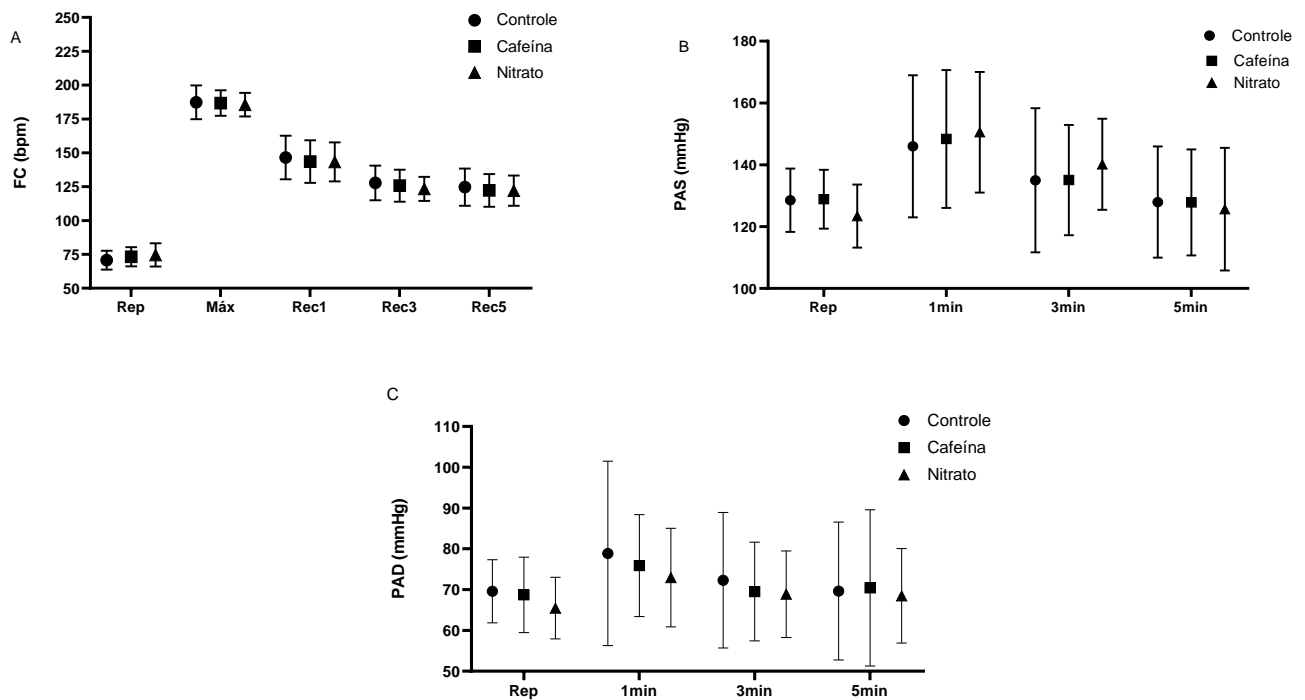 A
FC (bpm)
250
225
200
175
150
125
100
75
50
Rep Máx Rec1 Rec3 Rec5
Controle
Cafeína
Nitrato
B
PAS (mmHg)
180
160
140
120
100
Rep 1min 3min 5min
Controle
Cafeína
Nitrato
C
PAD (mmHg)
110
100
90
80
70
60
50
Rep 1min 3min 5min
Controle
Cafeína
Nitrato